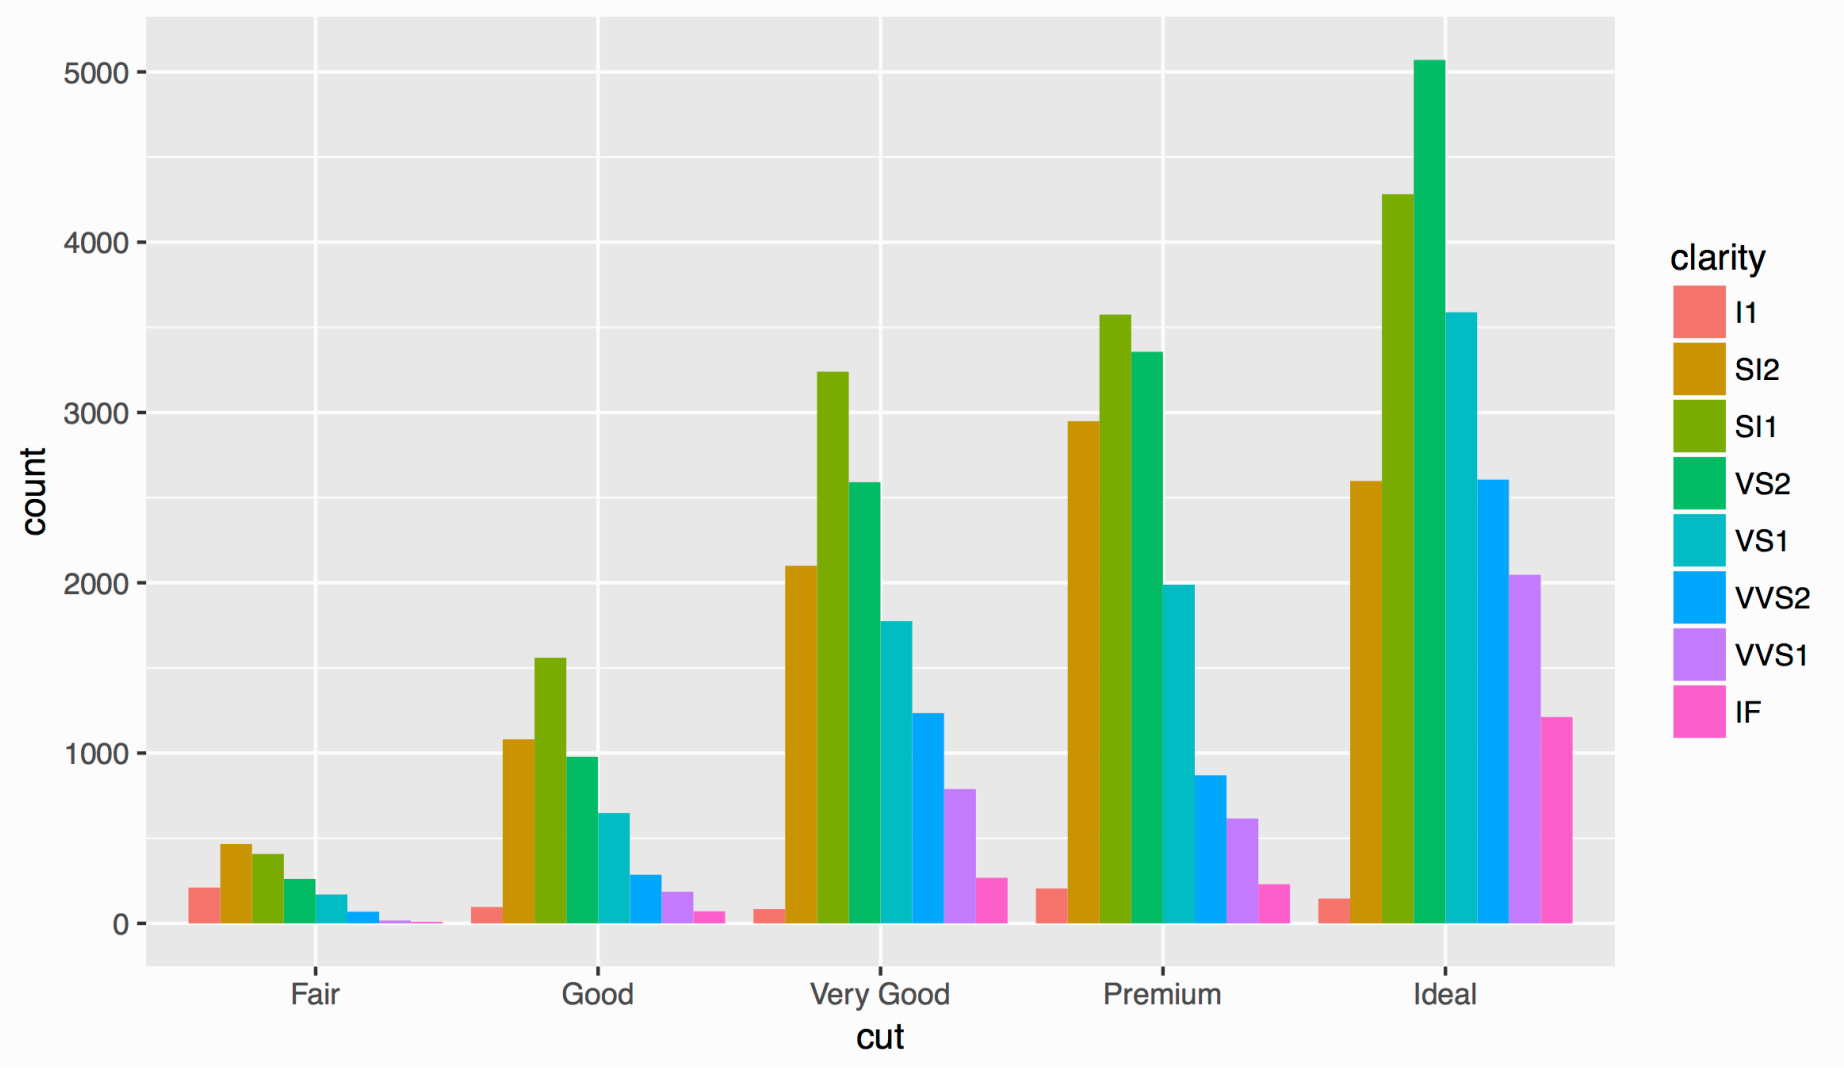 5000
4000
3000
2000
1000
0
count
Fair Good Very Good Premium Ideal
cut
clarity
I1
SI2
SI1
VS2
VS1
VVS2
VVS1
IF